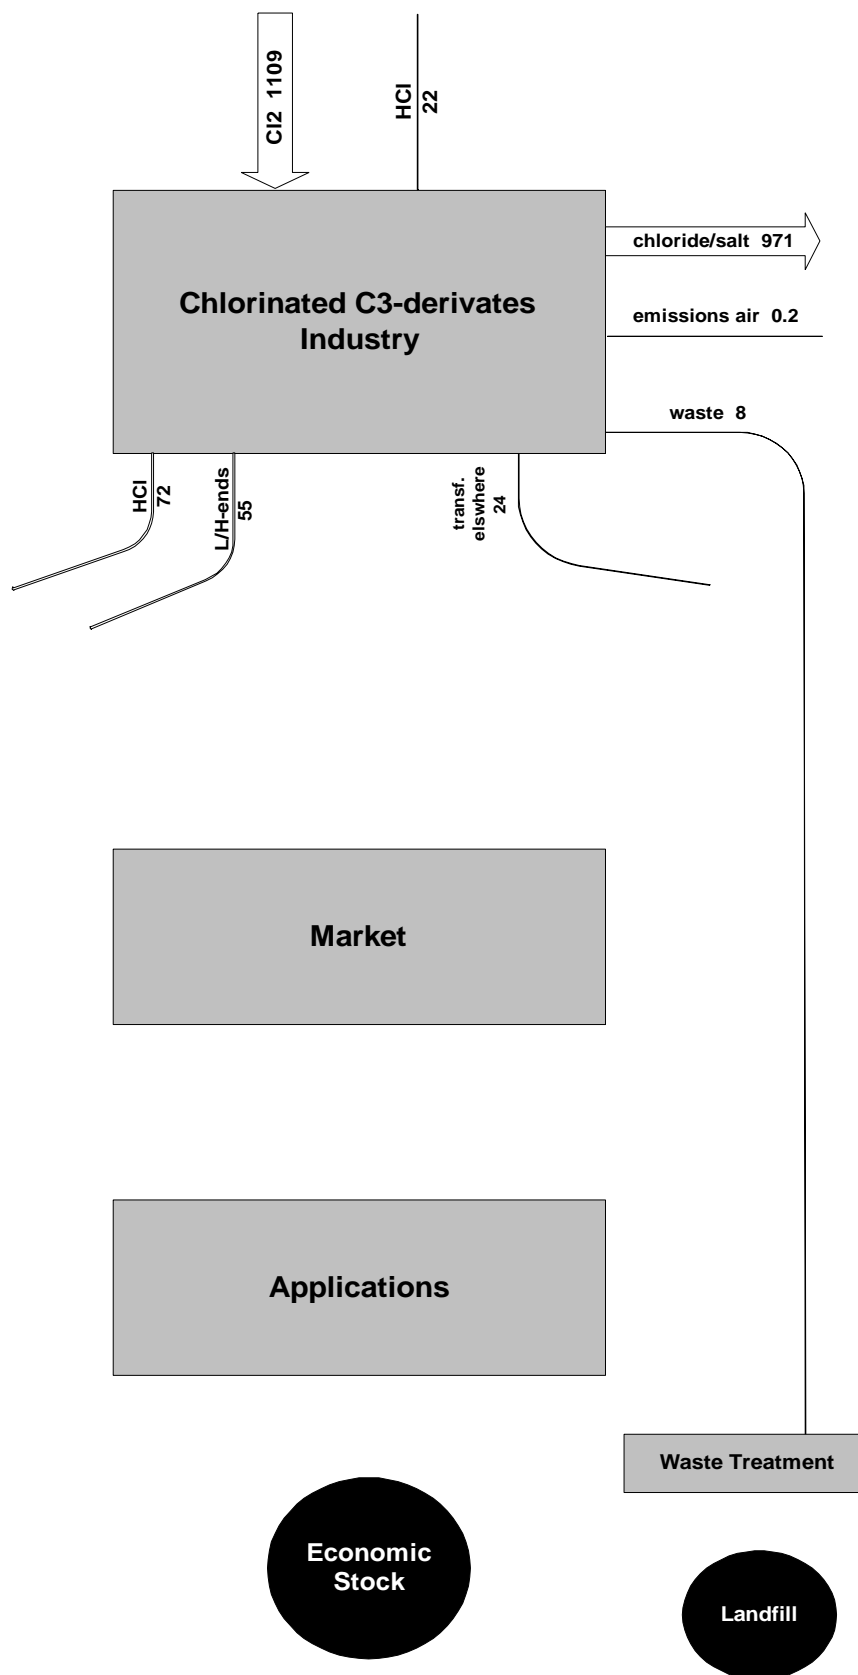 Cl2 1109
HCl
22
chloride/salt 971
Chlorinated C3-derivates
Industry
emissions air 0.2
waste 8
HCl
72
L/H-ends
55
transf.
elswhere
24
Market
Applications
Waste Treatment
Economic
Stock
Landfill